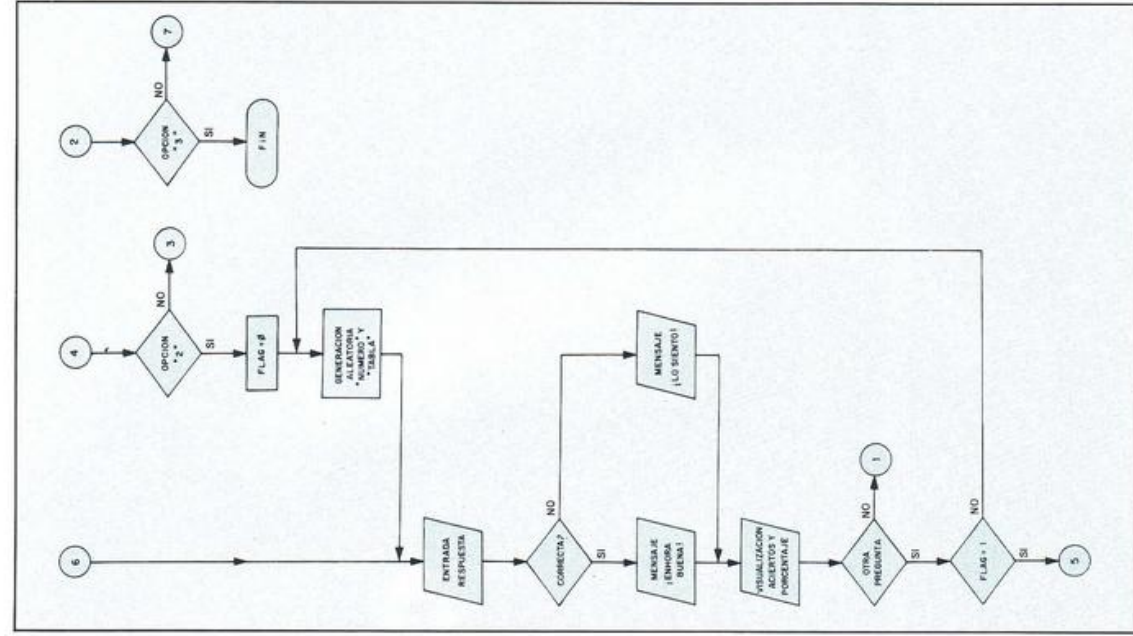 6
ENTRADA
RESPUESTA
CORRECTA?
NO
SI
MENSAJE
¡ENHORA
BUENA!
MENSAJE
¡LO SIENTO!
VISUALIZACION
ACIERTOS Y
PORCENTAJE
OTRA
PREGUNTA
NO
1
SI
FLAG = 1
NO
SI
5
4
OPCION
"2"
NO
3
SI
FLAG = Ø
GENERACION
ALEATORIA
"NUMERO" Y
"TABLA"
2
OPCION
"3"
NO
7
SI
FIN